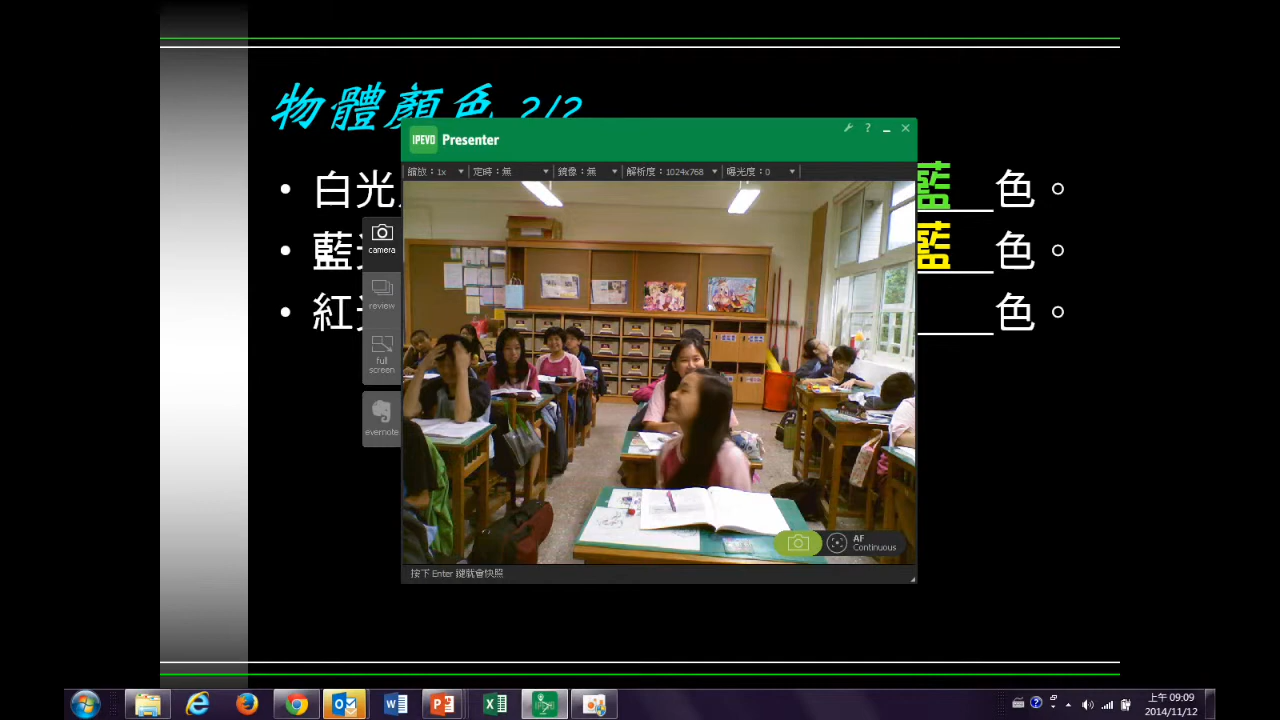 物體顏色 2/2
IPEVO Presenter
縮放：1x 定時：無 鏡像：無 解析度：1024x768 曝光度：0
• 白光 藍 色。
• 藍 藍 色。
• 紅 色。
camera
review
full
screen
evernote
AF
Continuous
按下 Enter 鍵就會快照
上午 09:09
2014/11/12